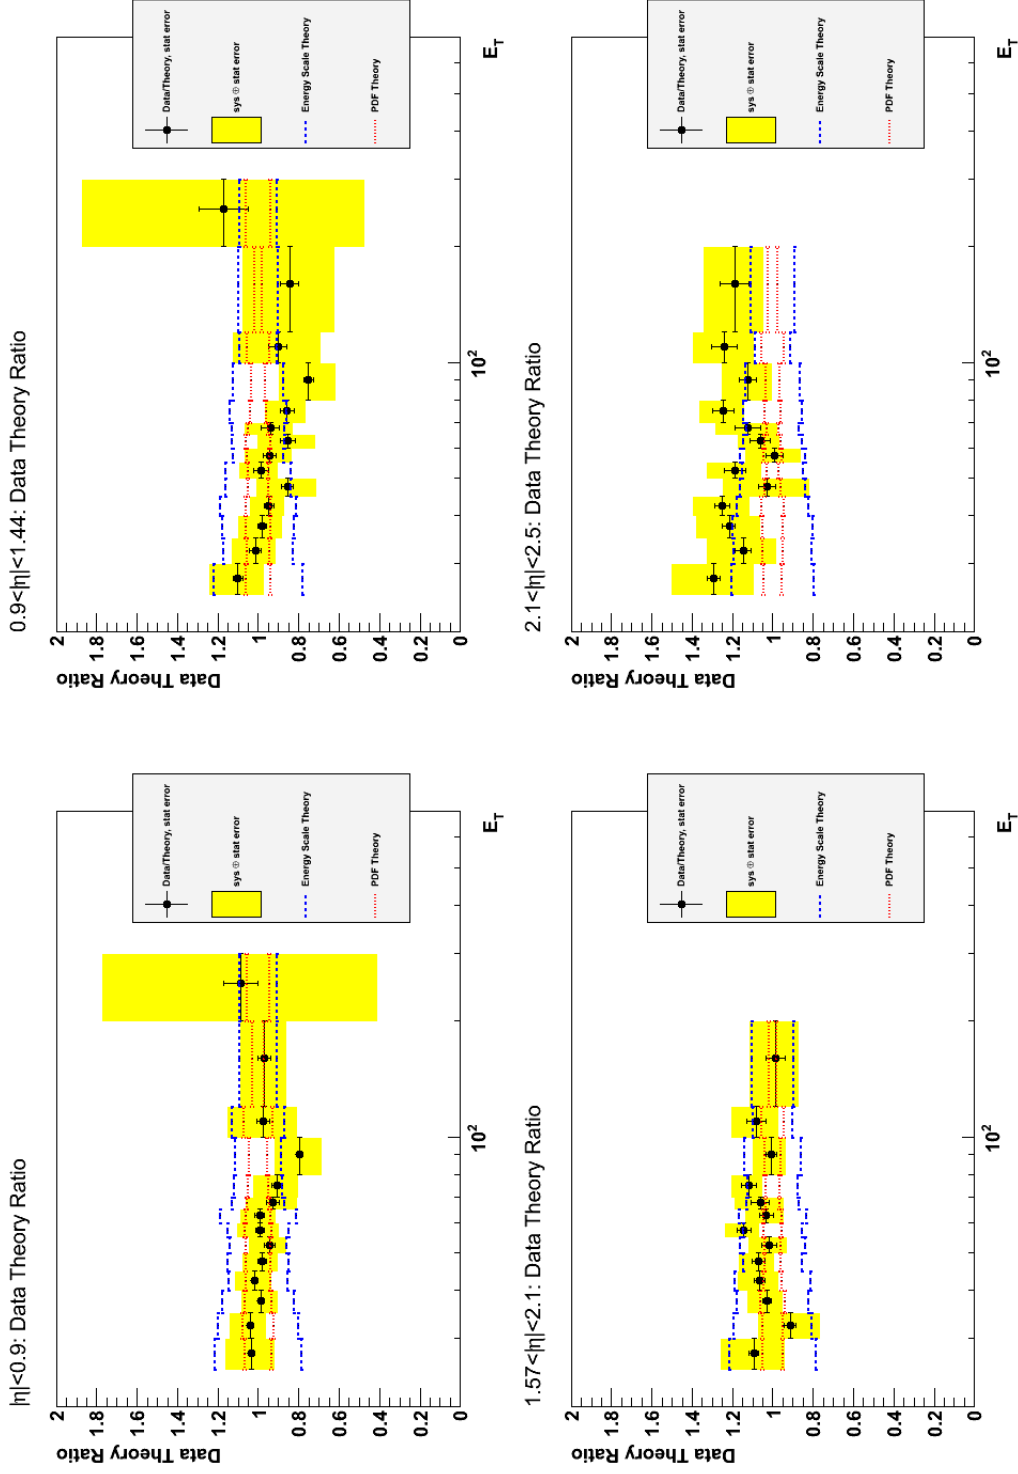 |η|<0.9: Data Theory Ratio
Data Theory Ratio
2
1.8
1.6
1.4
1.2
1
0.8
0.6
0.4
0.2
0
10²
E_T
Data/Theory, stat error
sys ⊕ stat error
Energy Scale Theory
PDF Theory
0.9<|η|<1.44: Data Theory Ratio
Data Theory Ratio
2
1.8
1.6
1.4
1.2
1
0.8
0.6
0.4
0.2
0
10²
E_T
Data/Theory, stat error
sys ⊕ stat error
Energy Scale Theory
PDF Theory
1.57<|η|<2.1: Data Theory Ratio
Data Theory Ratio
2
1.8
1.6
1.4
1.2
1
0.8
0.6
0.4
0.2
0
10²
E_T
Data/Theory, stat error
sys ⊕ stat error
Energy Scale Theory
PDF Theory
2.1<|η|<2.5: Data Theory Ratio
Data Theory Ratio
2
1.8
1.6
1.4
1.2
1
0.8
0.6
0.4
0.2
0
10²
E_T
Data/Theory, stat error
sys ⊕ stat error
Energy Scale Theory
PDF Theory